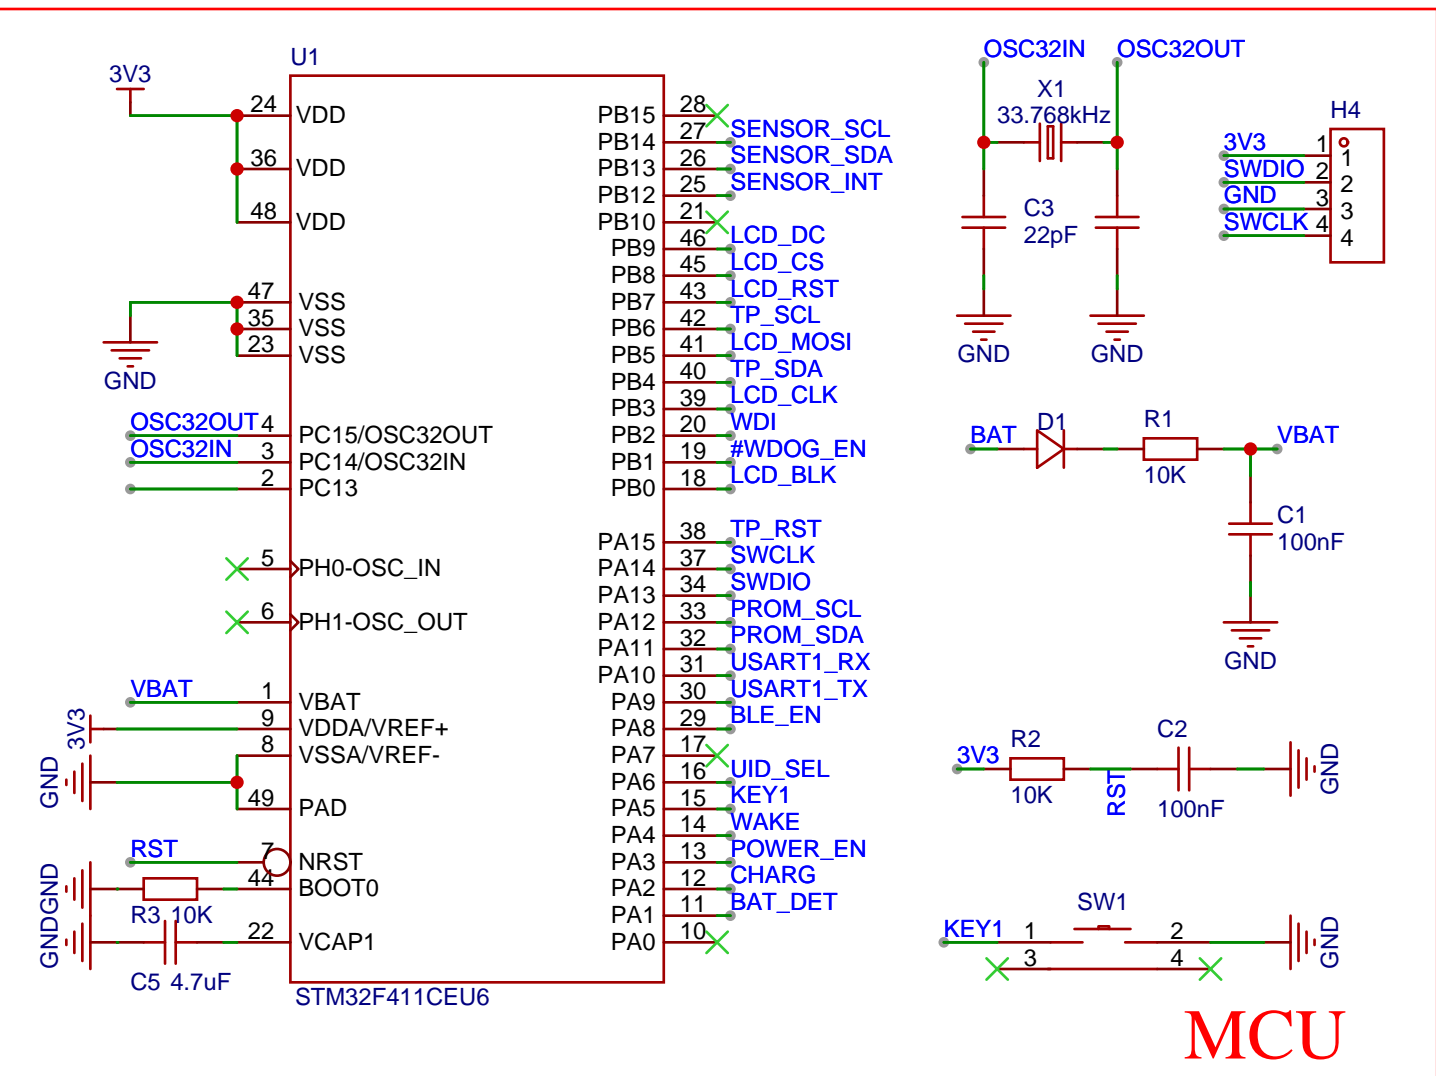 U1
3V3
24 VDD
36 VDD
48 VDD
47 VSS
35 VSS
23 VSS
GND
OSC32OUT 4 PC15/OSC32OUT
OSC32IN 3 PC14/OSC32IN
2 PC13
5 PH0-OSC_IN
6 PH1-OSC_OUT
VBAT 1 VBAT
3V3 9 VDDA/VREF+
GND 8 VSSA/VREF-
49 PAD
RST 7 NRST
GND 44 BOOT0
R3 10K
GND 22 VCAP1
C5 4.7uF
PB15 28
PB14 27 SENSOR_SCL
PB13 26 SENSOR_SDA
PB12 25 SENSOR_INT
PB10 21
PB9 46 LCD_DC
PB8 45 LCD_CS
PB7 43 LCD_RST
PB6 42 TP_SCL
PB5 41 LCD_MOSI
PB4 40 TP_SDA
PB3 39 LCD_CLK
PB2 20 WDI
PB1 19 #WDOG_EN
PB0 18 LCD_BLK
PA15 38 TP_RST
PA14 37 SWCLK
PA13 34 SWDIO
PA12 33 PROM_SCL
PA11 32 PROM_SDA
PA10 31 USART1_RX
PA9 30 USART1_TX
PA8 29 BLE_EN
PA7 17
PA6 16 UID_SEL
PA5 15 KEY1
PA4 14 WAKE
PA3 13 POWER_EN
PA2 12 CHARG
PA1 11 BAT_DET
PA0 10
STM32F411CEU6
OSC32IN OSC32OUT
X1
33.768kHz
C3
22pF
GND GND
H4
3V3 1 1
SWDIO 2 2
GND 3 3
SWCLK 4 4
BAT D1 R1 VBAT
10K
C1
100nF
GND
3V3 R2 C2 GND
10K RST 100nF
SW1
KEY1 1 2 GND
3 4
MCU